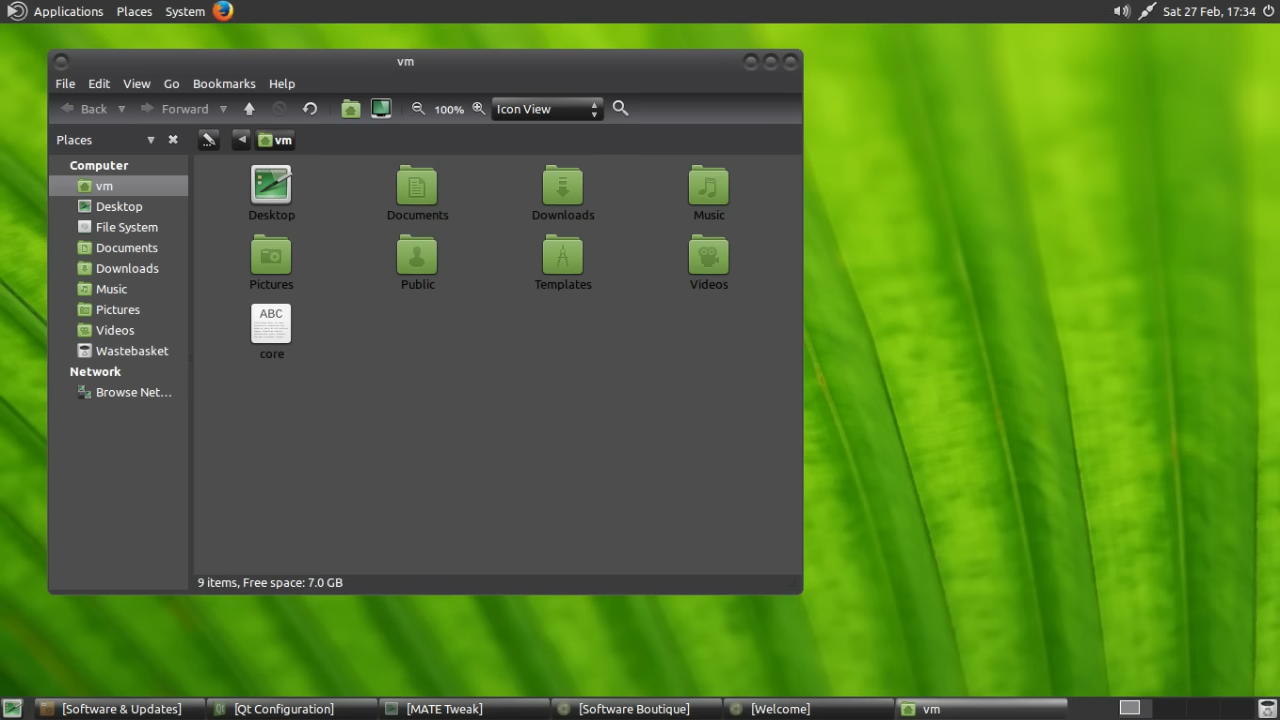 Applications Places System Sat 27 Feb, 17:34
vm
File Edit View Go Bookmarks Help
Back Forward 100% Icon View
Places vm
Computer
vm
Desktop
File System
Documents
Downloads
Music
Pictures
Videos
Wastebasket
Network
Browse Net...
Desktop Documents Downloads Music
Pictures Public Templates Videos
ABC
core
9 items, Free space: 7.0 GB
[Software & Updates] [Qt Configuration] [MATE Tweak] [Software Boutique] [Welcome] vm